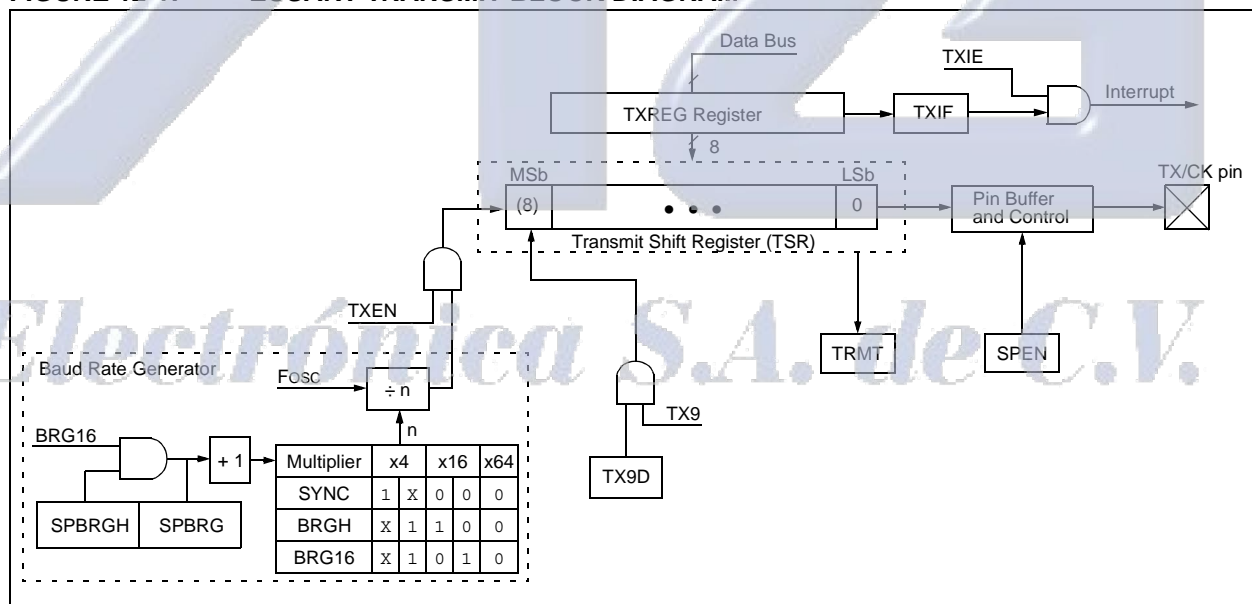 Data Bus
TXIE
Interrupt
TXREG Register
TXIF
8
MSb
LSb
TX/CK pin
(8)
• • •
0
Pin Buffer
and Control
Transmit Shift Register (TSR)
TXEN
TRMT
SPEN
Baud Rate Generator
FOSC
÷ n
TX9
n
BRG16
+ 1
Multiplier x4 x16 x64
TX9D
SYNC 1 X 0 0 0
SPBRGH SPBRG
BRGH X 1 1 0 0
BRG16 X 1 0 1 0
Electrónica S.A. de C.V.